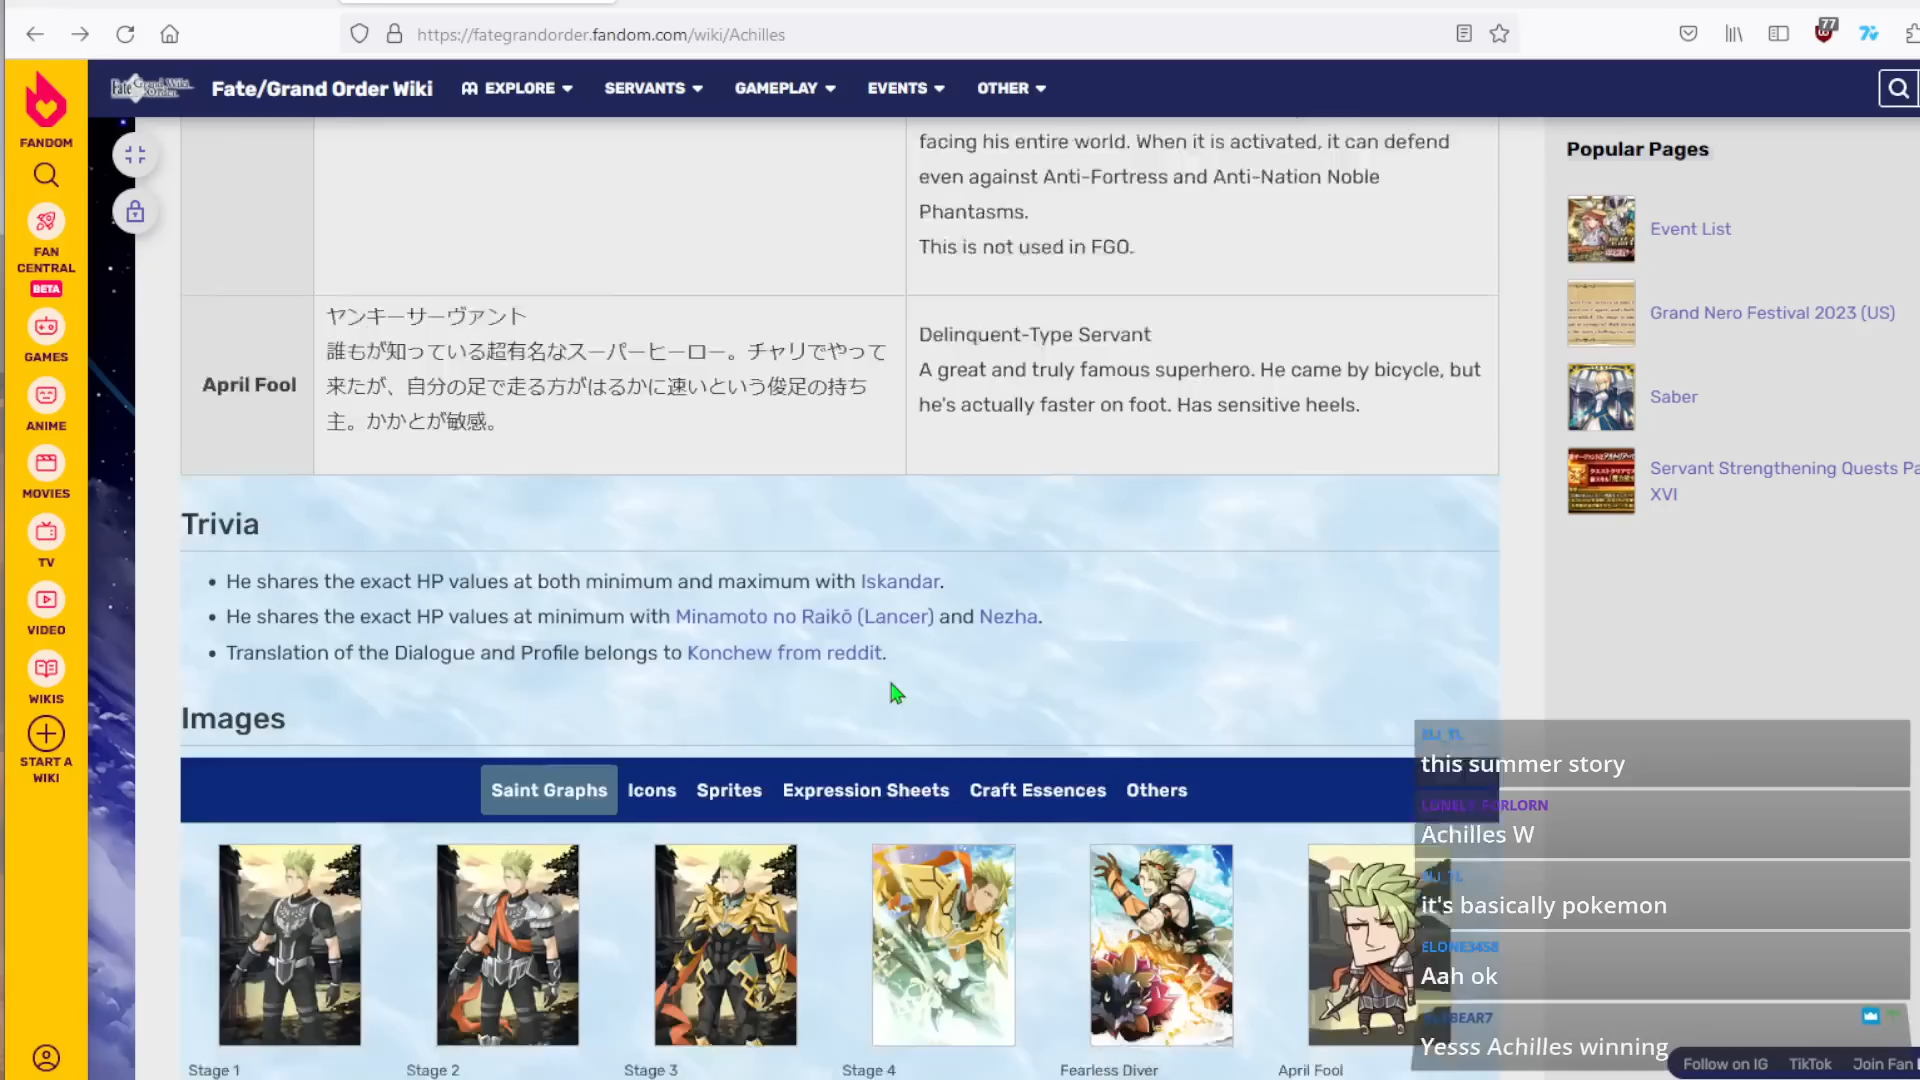 https://fategrandorder.fandom.com/wiki/Achilles
77
Fate/Grand Order Wiki
EXPLORE
SERVANTS
GAMEPLAY
EVENTS
OTHER
FANDOM
FAN
CENTRAL
BETA
GAMES
ANIME
MOVIES
TV
VIDEO
WIKIS
START A
WIKI
facing his entire world. When it is activated, it can defend
even against Anti-Fortress and Anti-Nation Noble
Phantasms.
This is not used in FGO.
April Fool
ヤンキーサーヴァント
誰もが知っている超有名なスーパーヒーロー。チャリでやって
来たが、自分の足で走る方がはるかに速いという俊足の持ち
主。かかとが敏感。
Delinquent-Type Servant
A great and truly famous superhero. He came by bicycle, but
he's actually faster on foot. Has sensitive heels.
Trivia
• He shares the exact HP values at both minimum and maximum with Iskandar.
• He shares the exact HP values at minimum with Minamoto no Raikō (Lancer) and Nezha.
• Translation of the Dialogue and Profile belongs to Konchew from reddit.
Images
Saint Graphs
Icons
Sprites
Expression Sheets
Craft Essences
Others
Stage 1
Stage 2
Stage 3
Stage 4
Fearless Diver
April Fool
Popular Pages
Event List
Grand Nero Festival 2023 (US)
Saber
Servant Strengthening Quests Pa
XVI
this summer story
Achilles W
it's basically pokemon
ELONE3458
Aah ok
Yesss Achilles winning
Follow on IG
TikTok
Join Fan